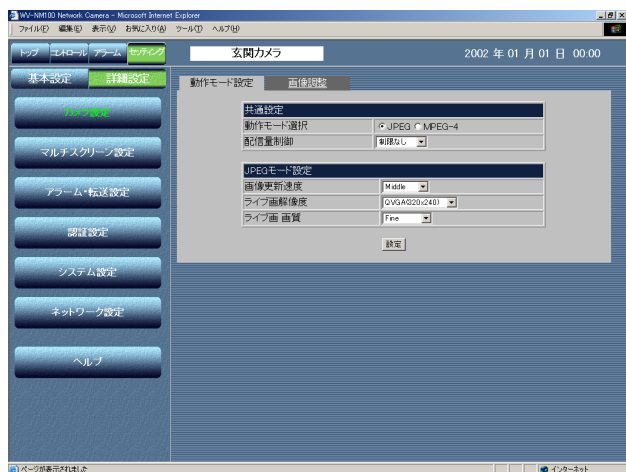 WV-NM100 Network Camera - Microsoft Internet Explorer
ファイル(F) 編集(E) 表示(V) お気に入り(A) ツール(T) ヘルプ(H)
トップ コントロール アラーム セッティング 玄関カメラ 2002 年 01 月 01 日 00:00
基本設定 詳細設定
動作モード設定 画像調整
カメラ設定
マルチスクリーン設定
アラーム・転送設定
認証設定
システム設定
ネットワーク設定
ヘルプ
共通設定
動作モード選択 JPEG MPEG-4
配信量制御 制限なし
JPEGモード設定
画像更新速度 Middle
ライブ画解像度 QVGA(320x240)
ライブ画 画質 Fine
設定
ページが表示されました インターネット